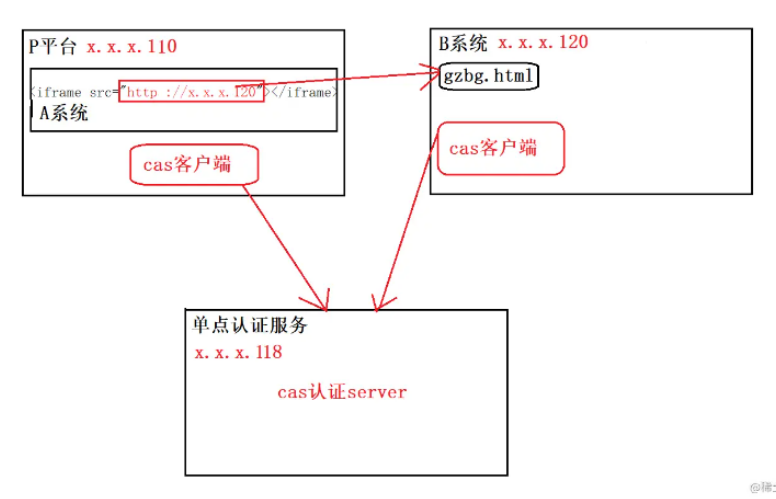 P平台 x.x.x.110
<iframe src="http ://x.x.x.120"></iframe>
A系统
cas客户端
B系统 x.x.x.120
gzbg.html
cas客户端
单点认证服务
x.x.x.118
cas认证server